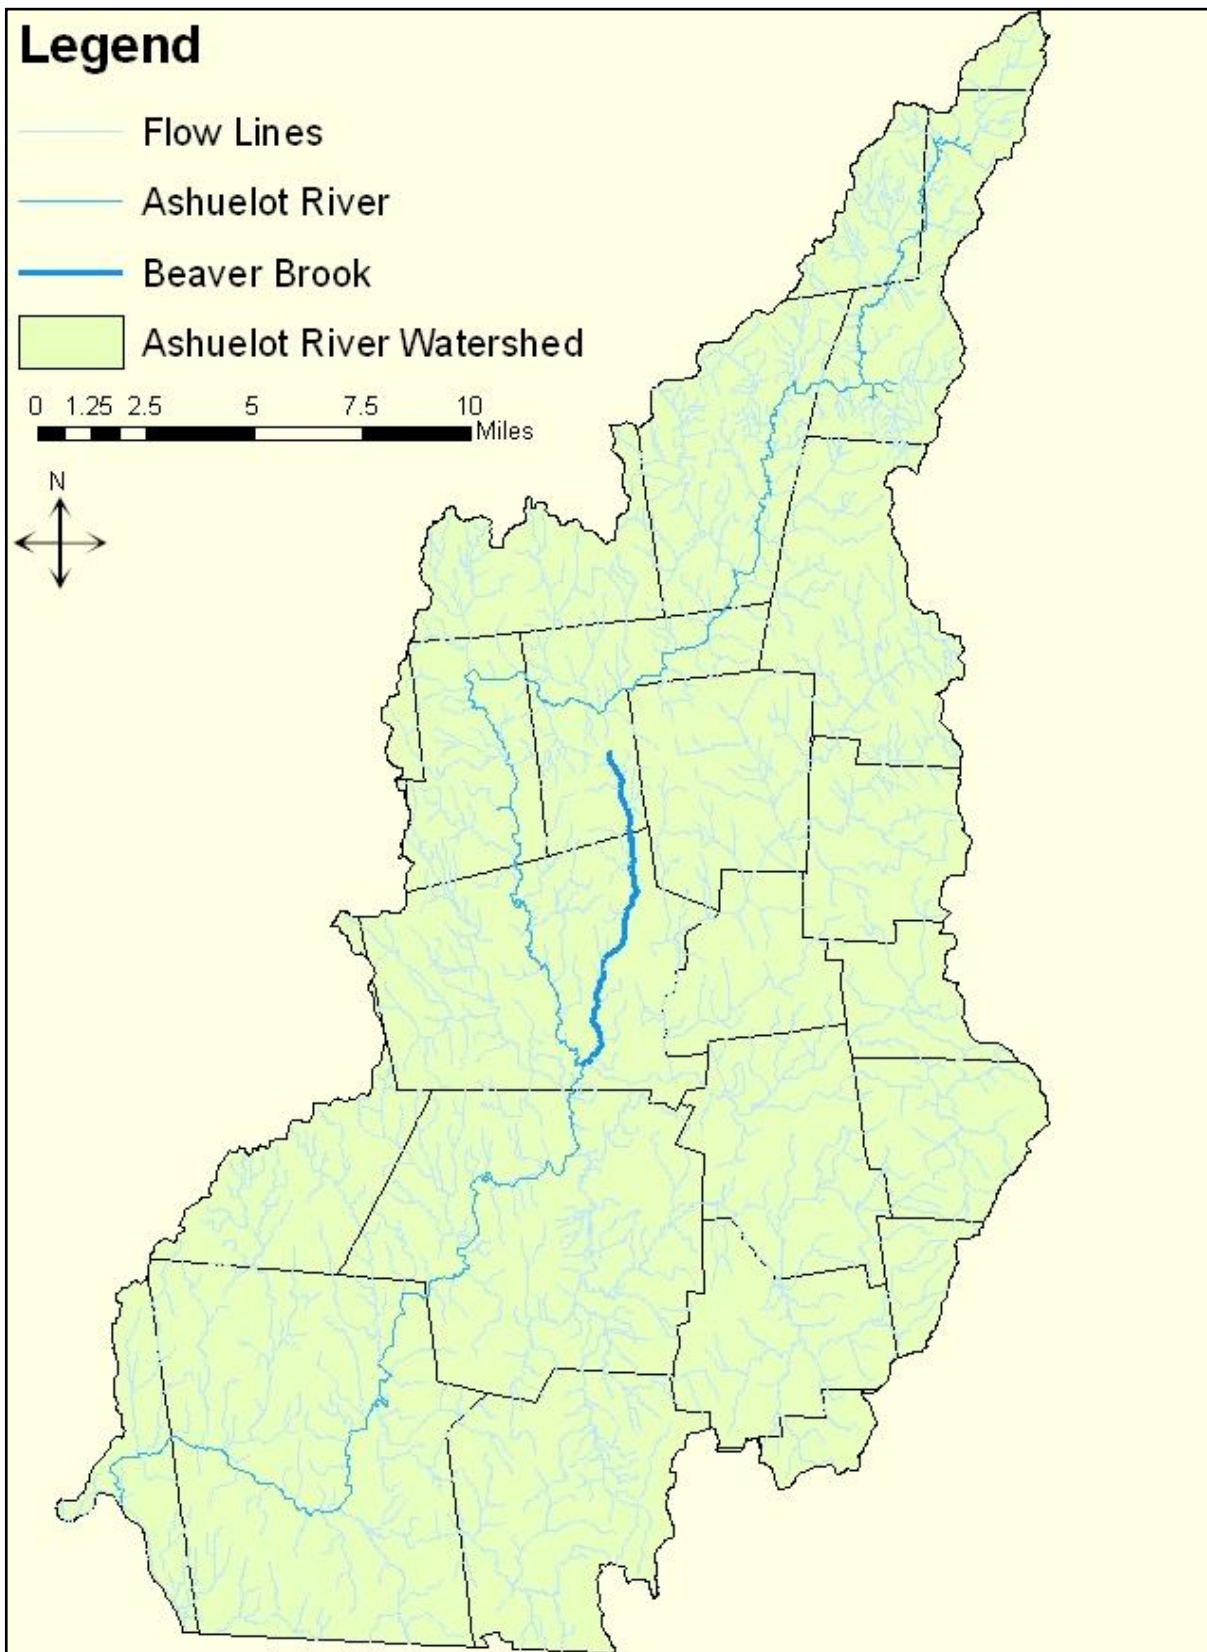 Legend
Flow Lines
Ashuelot River
Beaver Brook
Ashuelot River Watershed
0 1.25 2.5 5 7.5 10
Miles
N